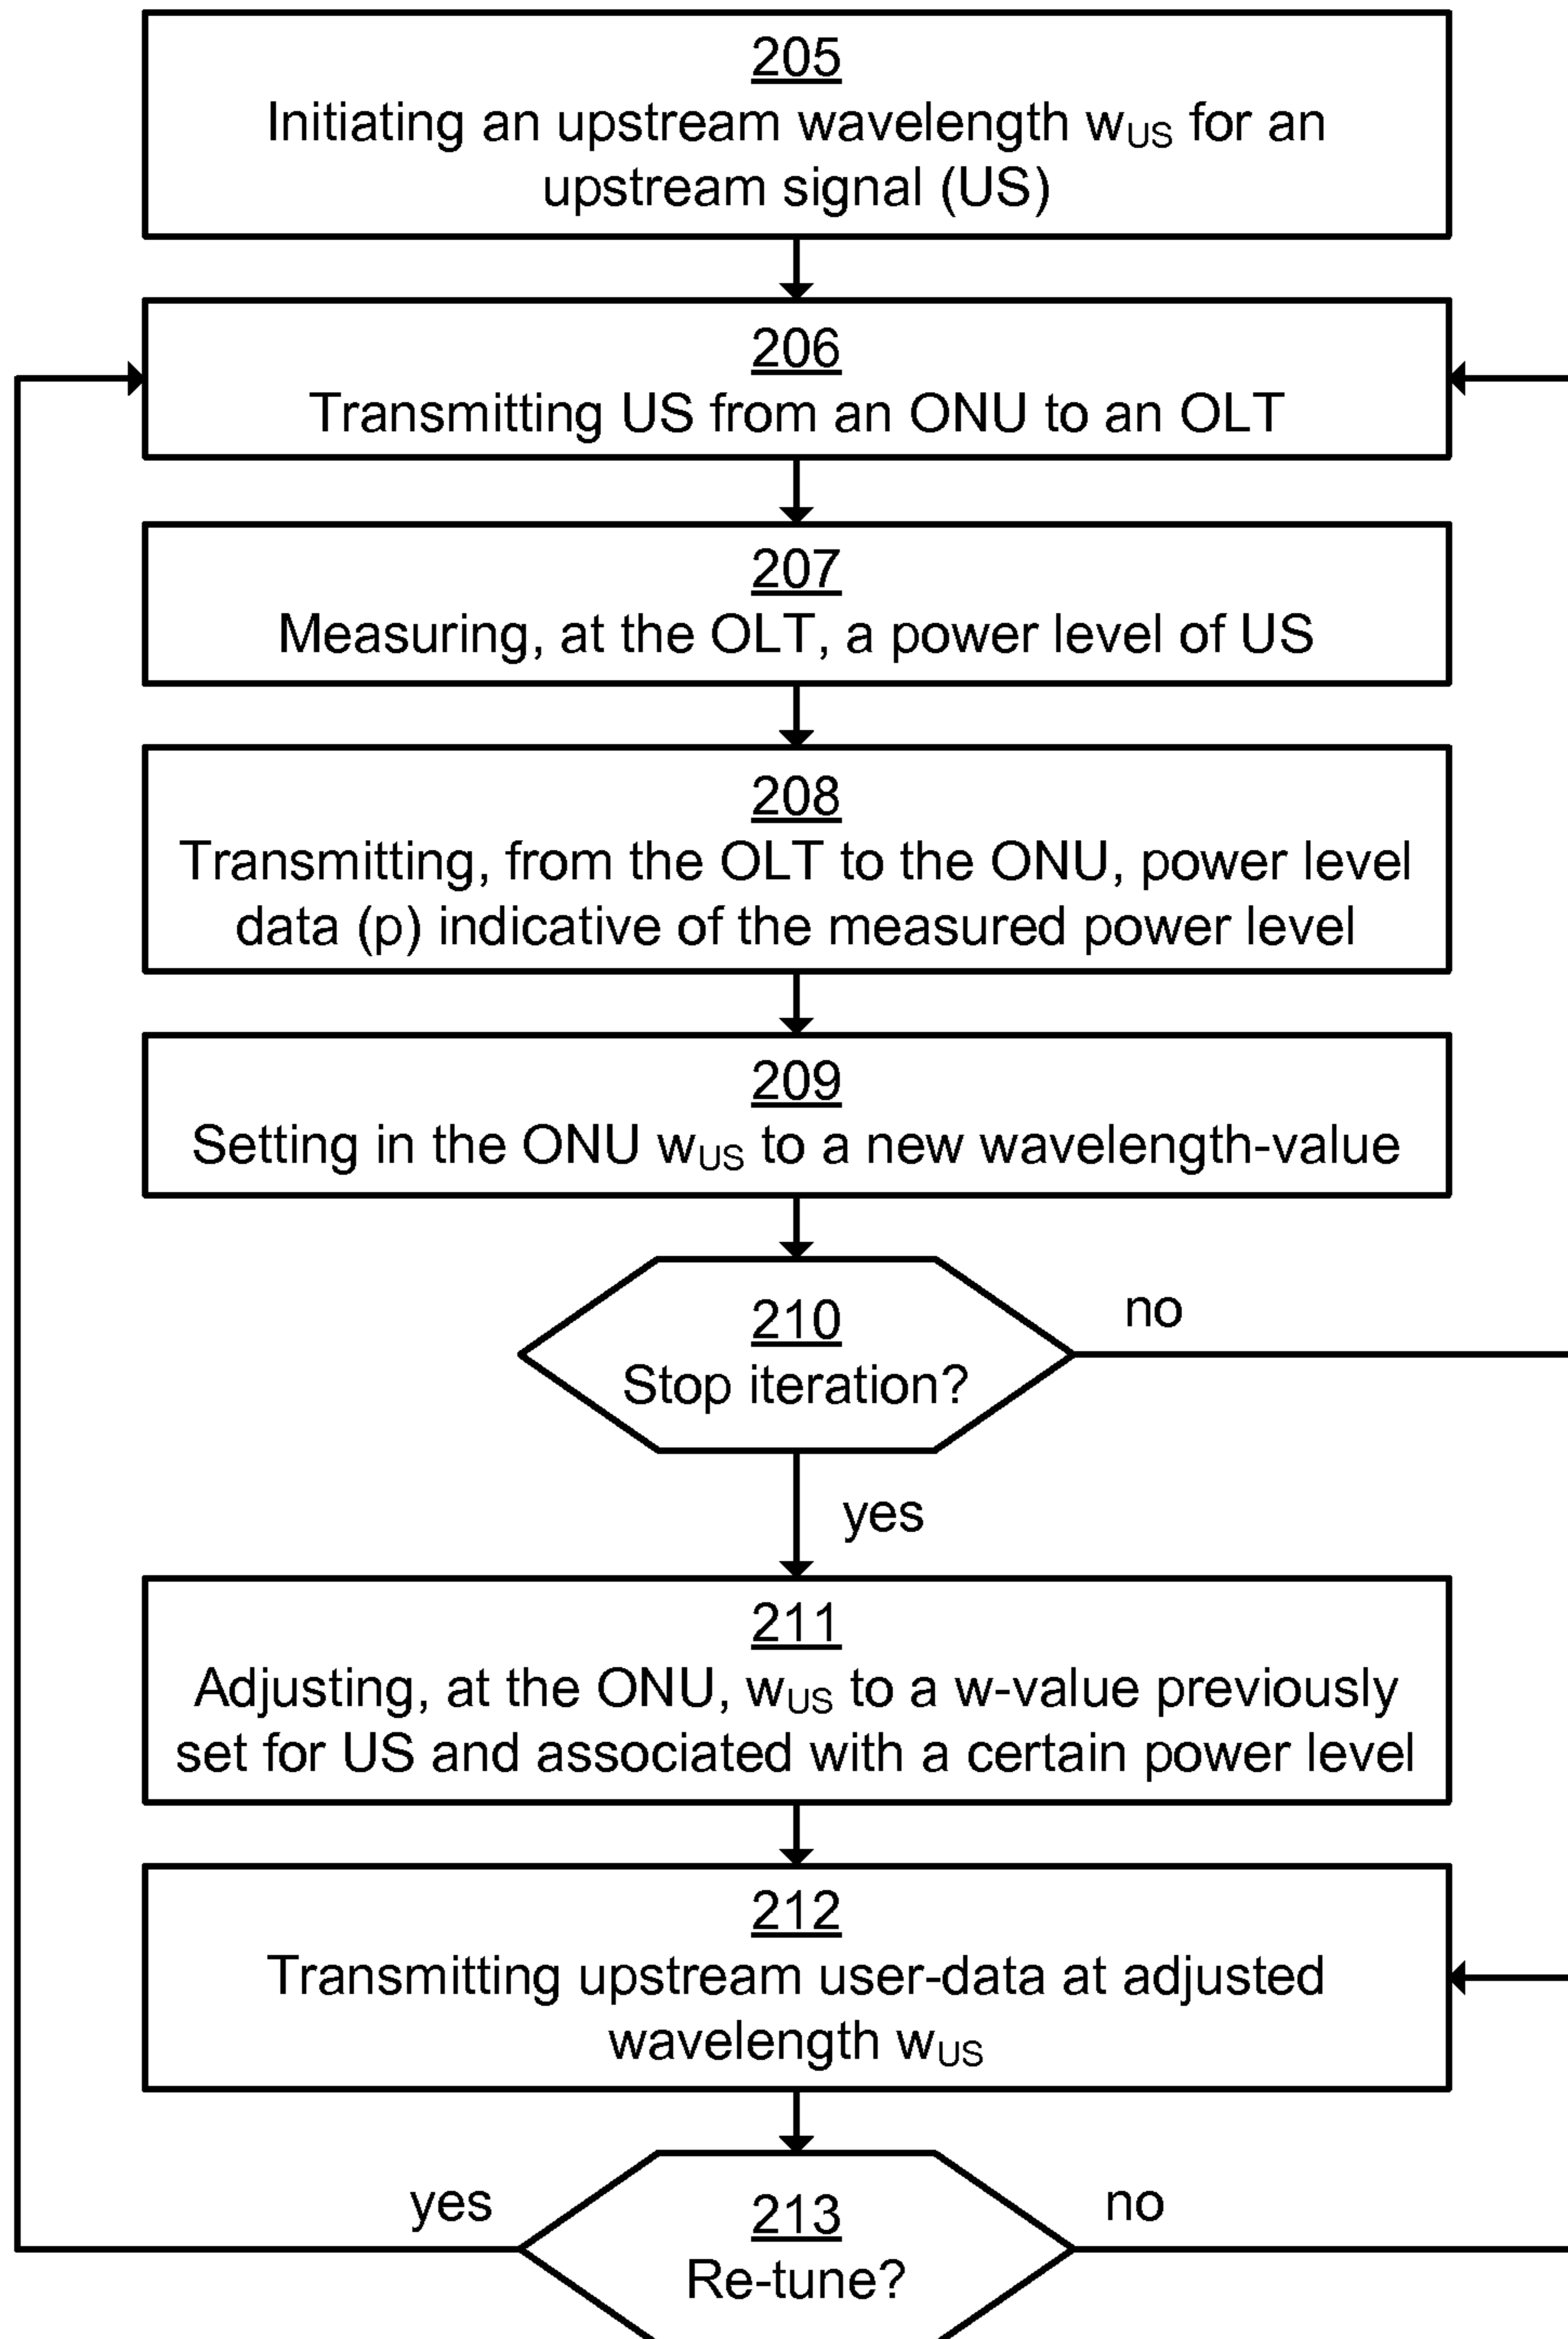 205
Initiating an upstream wavelength wUS for an
upstream signal (US)
206
Transmitting US from an ONU to an OLT
207
Measuring, at the OLT, a power level of US
208
Transmitting, from the OLT to the ONU, power level
data (p) indicative of the measured power level
209
Setting in the ONU wUS to a new wavelength-value
210
Stop iteration?
no
yes
211
Adjusting, at the ONU, wUS to a w-value previously
set for US and associated with a certain power level
212
Transmitting upstream user-data at adjusted
wavelength wUS
yes
213
Re-tune?
no